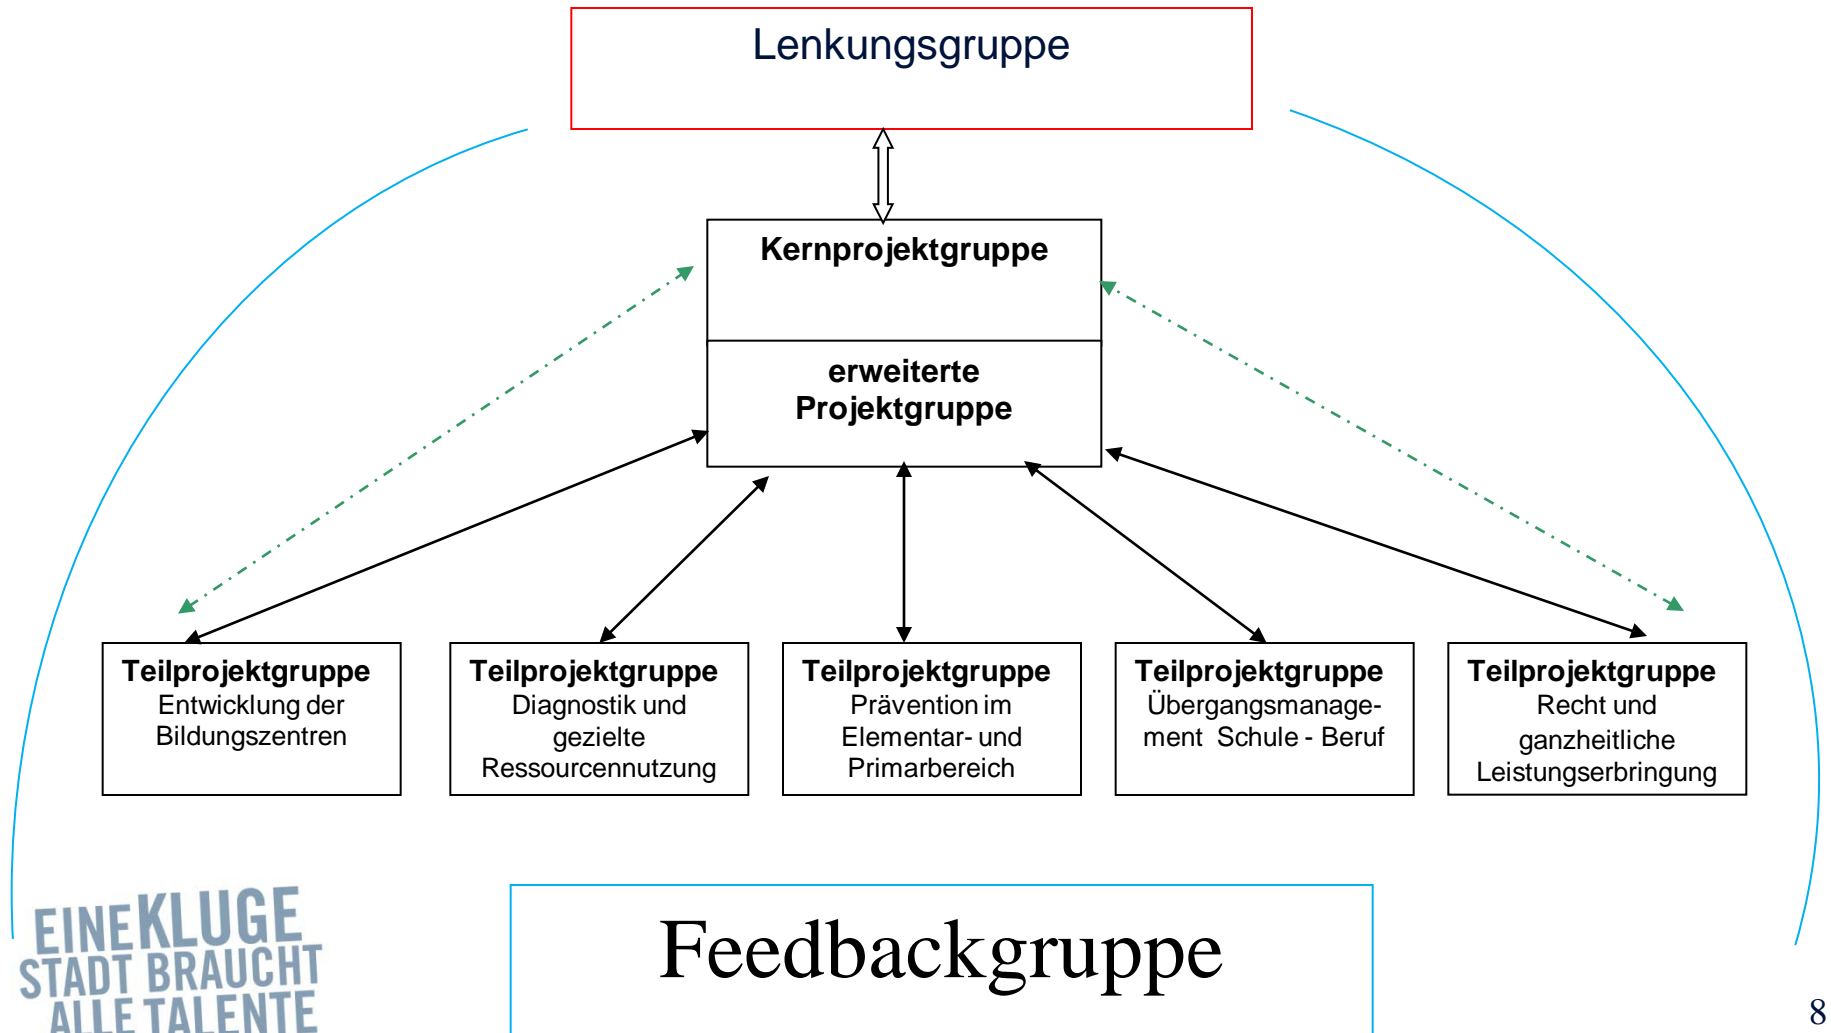 Lenkungsgruppe
Kernprojektgruppe
erweiterte
Projektgruppe
Teilprojektgruppe
Entwicklung der
Bildungszentren
Teilprojektgruppe
Diagnostik und
gezielte
Ressourcennutzung
Teilprojektgruppe
Prävention im
Elementar- und
Primarbereich
Teilprojektgruppe
Übergangsmanage-
ment Schule - Beruf
Teilprojektgruppe
Recht und
ganzheitliche
Leistungserbringung
EINE KLUGE
STADT BRAUCHT
ALLE TALENTE
Feedbackgruppe
8